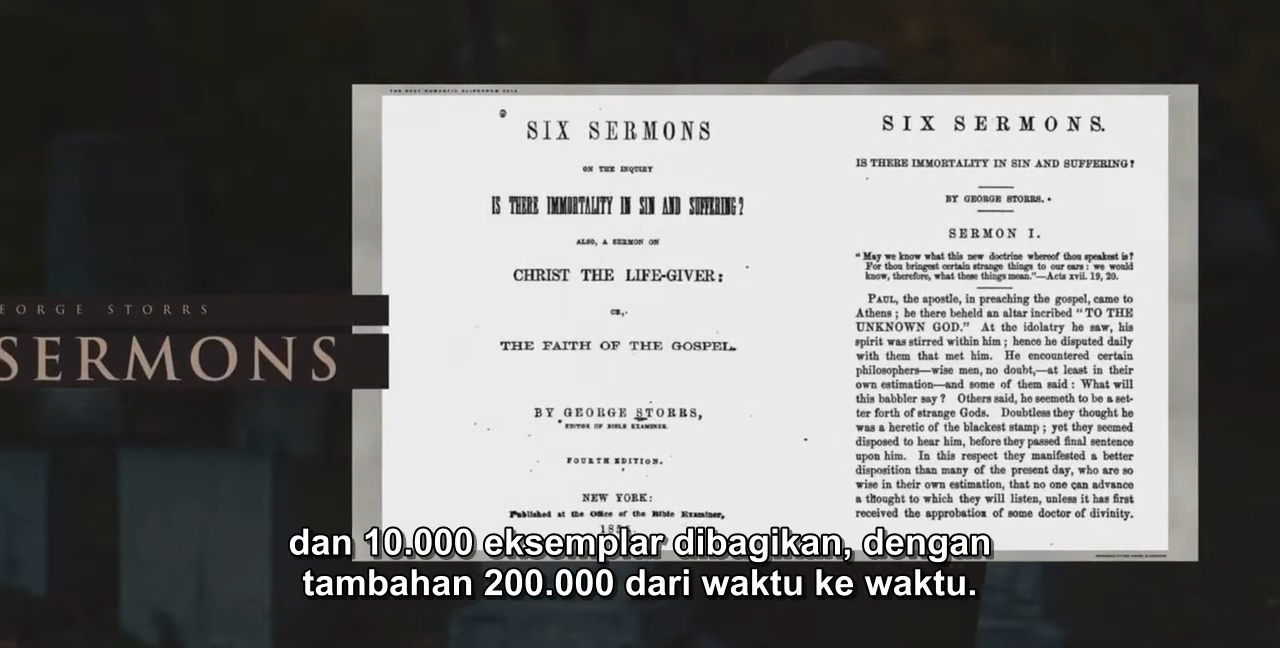 SIX SERMONS
ON THE INQUIRY
IS THERE IMMORTALITY IN SIN AND SUFFERING?
ALSO, A SERMON ON
CHRIST THE LIFE-GIVER:
OR,
THE FAITH OF THE GOSPEL.
BY GEORGE STORRS,
EDITOR OF BIBLE EXAMINER.
FOURTH EDITION.
NEW YORK:
Published at the Office of the Bible Examiner,
SIX SERMONS.
IS THERE IMMORTALITY IN SIN AND SUFFERING?
BY GEORGE STORRS.
SERMON I.
"May we know what this new doctrine whereof thou speakest is?
For thou bringest certain strange things to our ears: we would
know, therefore, what these things mean."—Acts xvii. 19, 20.
PAUL, the apostle, in preaching the gospel, came to
Athens; he there beheld an altar incribed "TO THE
UNKNOWN GOD." At the idolatry he saw, his
spirit was stirred within him; hence he disputed daily
with them that met him. He encountered certain
philosophers—wise men, no doubt,—at least in their
own estimation—and some of them said: What will
this babbler say? Others said, he seemeth to be a set-
ter forth of strange Gods. Doubtless they thought he
was a heretic of the blackest stamp; yet they seemed
disposed to hear him, before they passed final sentence
upon him. In this respect they manifested a better
disposition than many of the present day, who are so
wise in their own estimation, that no one can advance
a thought to which they will listen, unless it has first
received the approbation of some doctor of divinity.
EORGE STORRS
SERMONS
dan 10.000 eksemplar dibagikan, dengan
tambahan 200.000 dari waktu ke waktu.